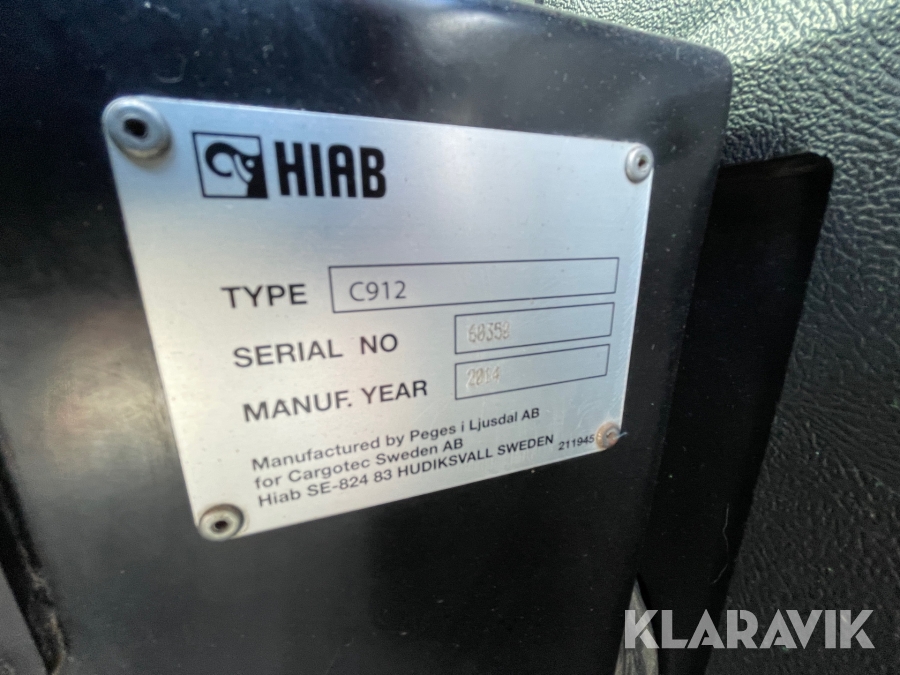 HIAB
TYPE C912
SERIAL NO 60358
MANUF. YEAR 2014
Manufactured by Peges i Ljusdal AB
for Cargotec Sweden AB
Hiab SE-824 83 HUDIKSVALL SWEDEN 211945
KLARAVIK